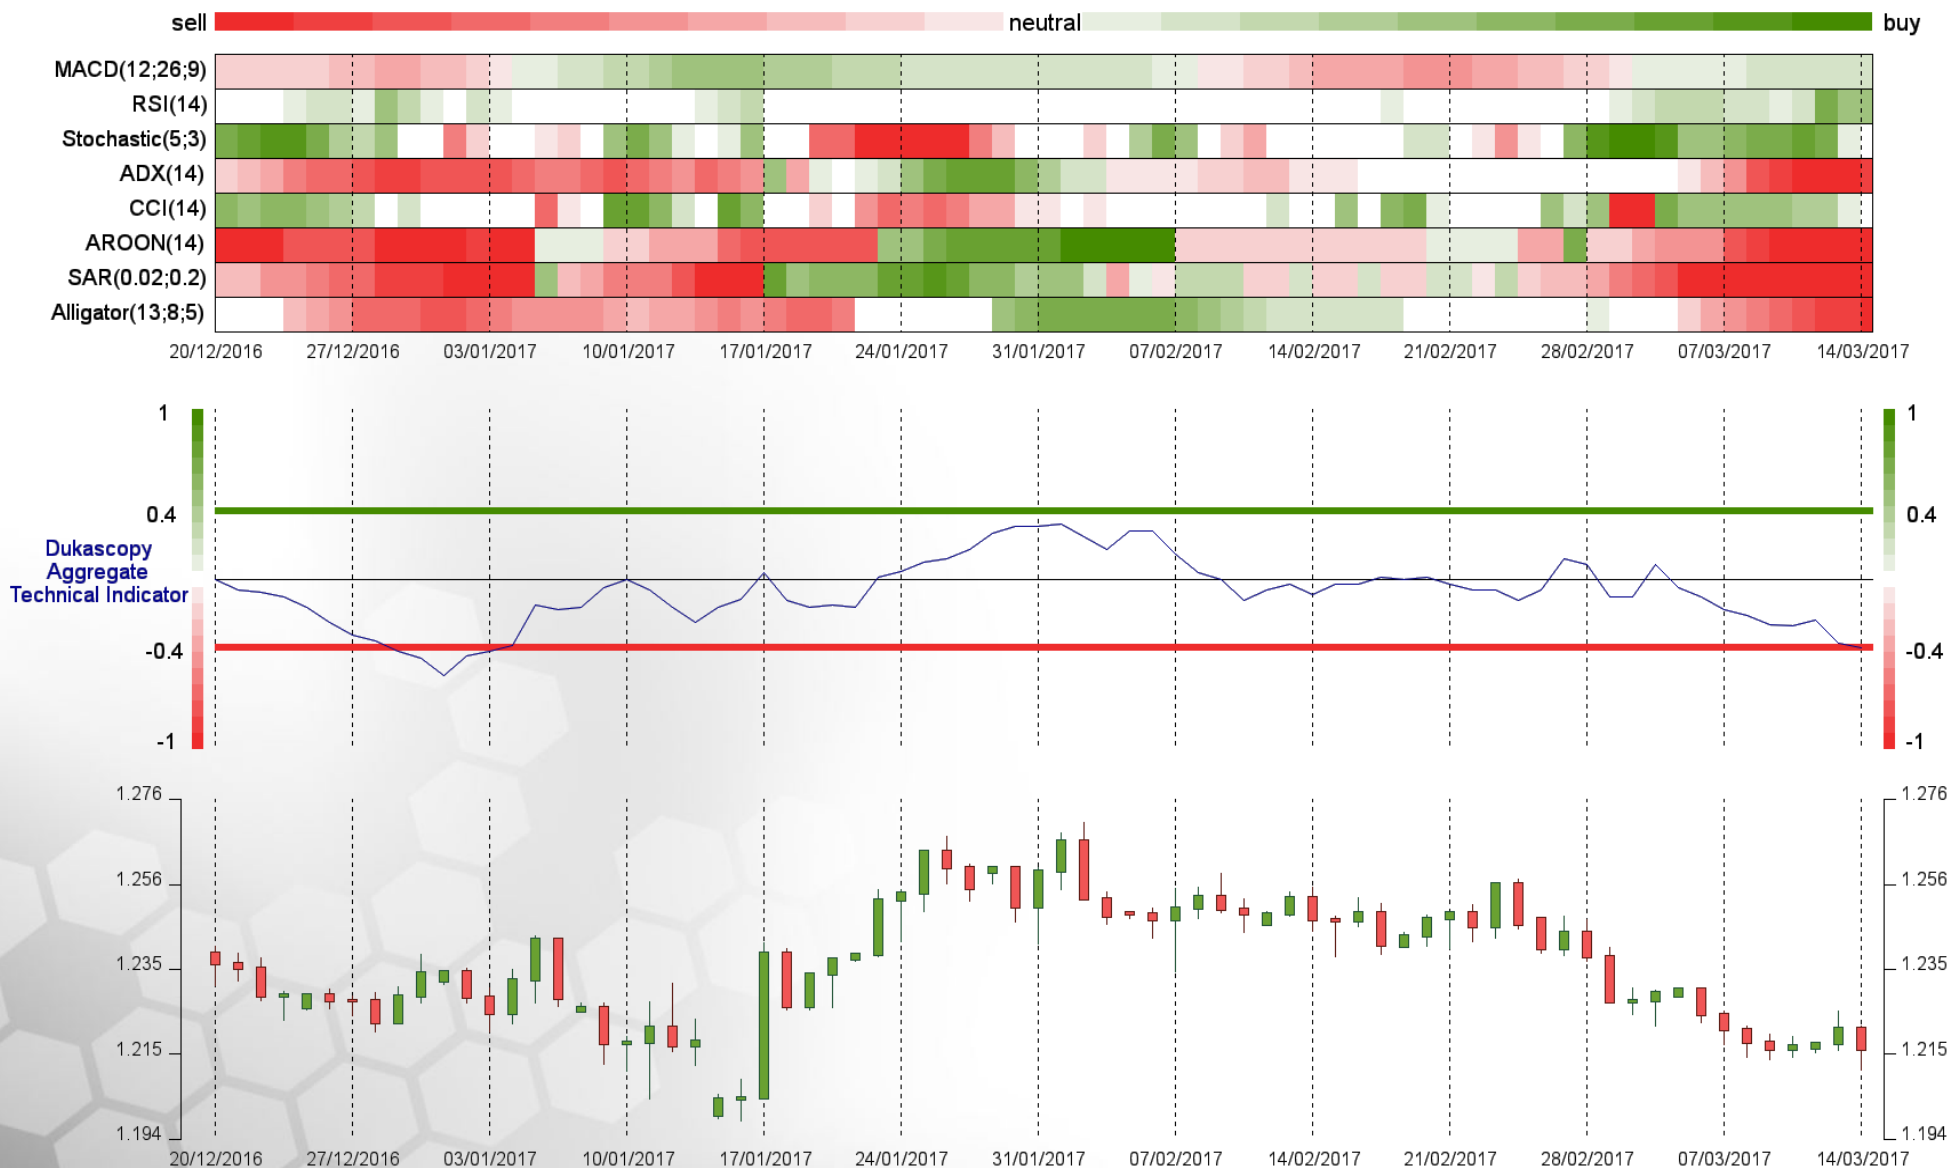 sell neutral buy
MACD(12;26;9)
RSI(14)
Stochastic(5;3)
ADX(14)
CCI(14)
AROON(14)
SAR(0.02;0.2)
Alligator(13;8;5)
20/12/2016 27/12/2016 03/01/2017 10/01/2017 17/01/2017 24/01/2017 31/01/2017 07/02/2017 14/02/2017 21/02/2017 28/02/2017 07/03/2017 14/03/2017
1 1
0.4 0.4
Dukascopy
Aggregate
Technical Indicator
-0.4 -0.4
-1 -1
1.276 1.276
1.256 1.256
1.235 1.235
1.215 1.215
1.194 1.194
20/12/2016 27/12/2016 03/01/2017 10/01/2017 17/01/2017 24/01/2017 31/01/2017 07/02/2017 14/02/2017 21/02/2017 28/02/2017 07/03/2017 14/03/2017